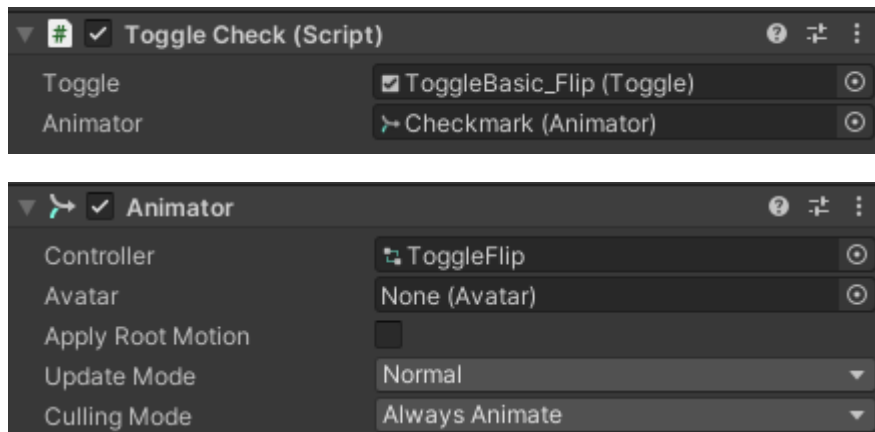 Toggle Check (Script)
Toggle ToggleBasic_Flip (Toggle)
Animator Checkmark (Animator)
Animator
Controller ToggleFlip
Avatar None (Avatar)
Apply Root Motion
Update Mode Normal
Culling Mode Always Animate